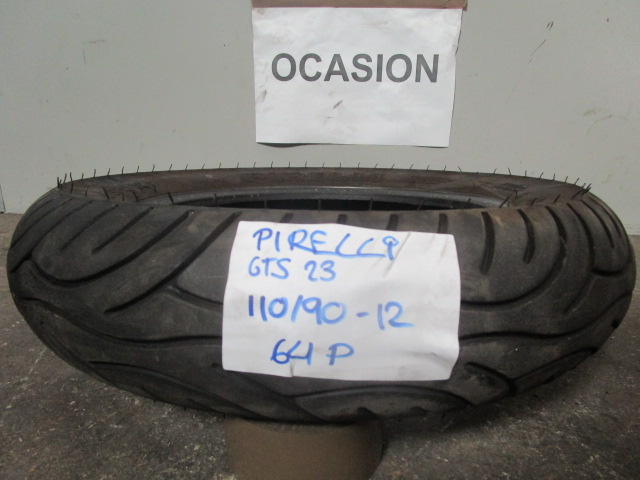 OCASION
PIRELLI
GTS 23
110/90-12
64 P